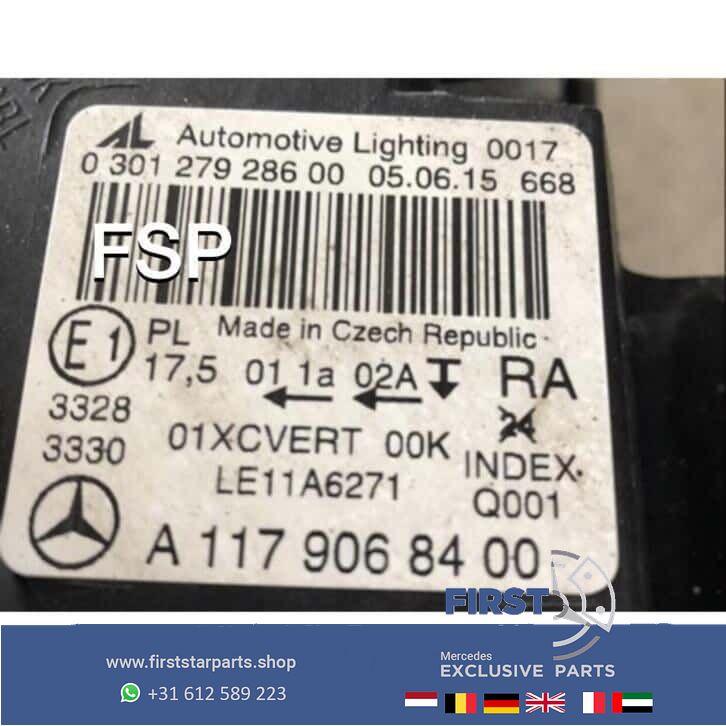 AL Automotive Lighting 0017
0 301 279 286 00 05.06.15 668
FSP
E1 PL Made in Czech Republic
17,5 01 1a 02A RA
3328
3330 01XCVERT 00K 24
LE11A6271 INDEX
Q001
A 117 906 84 00
FIRST
www.firststarparts.shop
+31 612 589 223
Mercedes
EXCLUSIVE PARTS